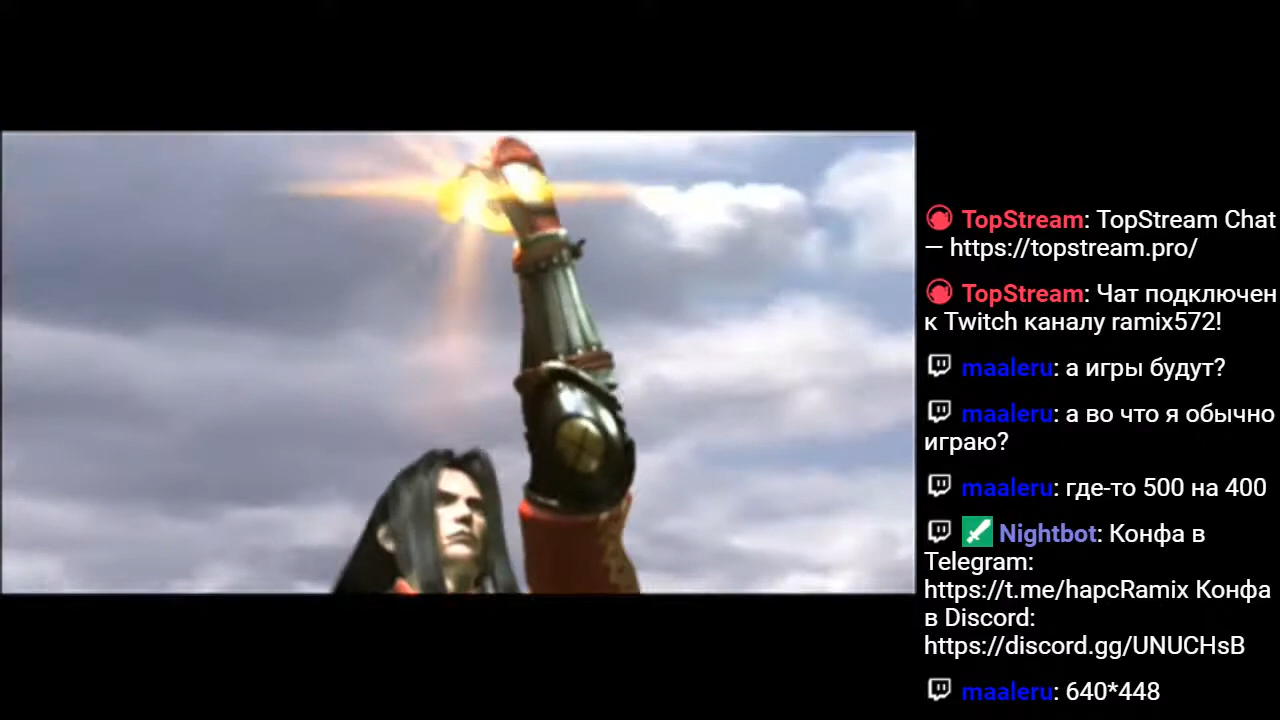 TopStream: TopStream Chat
— https://topstream.pro/
TopStream: Чат подключен
к Twitch каналу ramix572!
maaleru: а игры будут?
maaleru: а во что я обычно
играю?
maaleru: где-то 500 на 400
Nightbot: Конфа в
Telegram:
https://t.me/hapcRamix Конфа
в Discord:
https://discord.gg/UNUCHsB
maaleru: 640*448